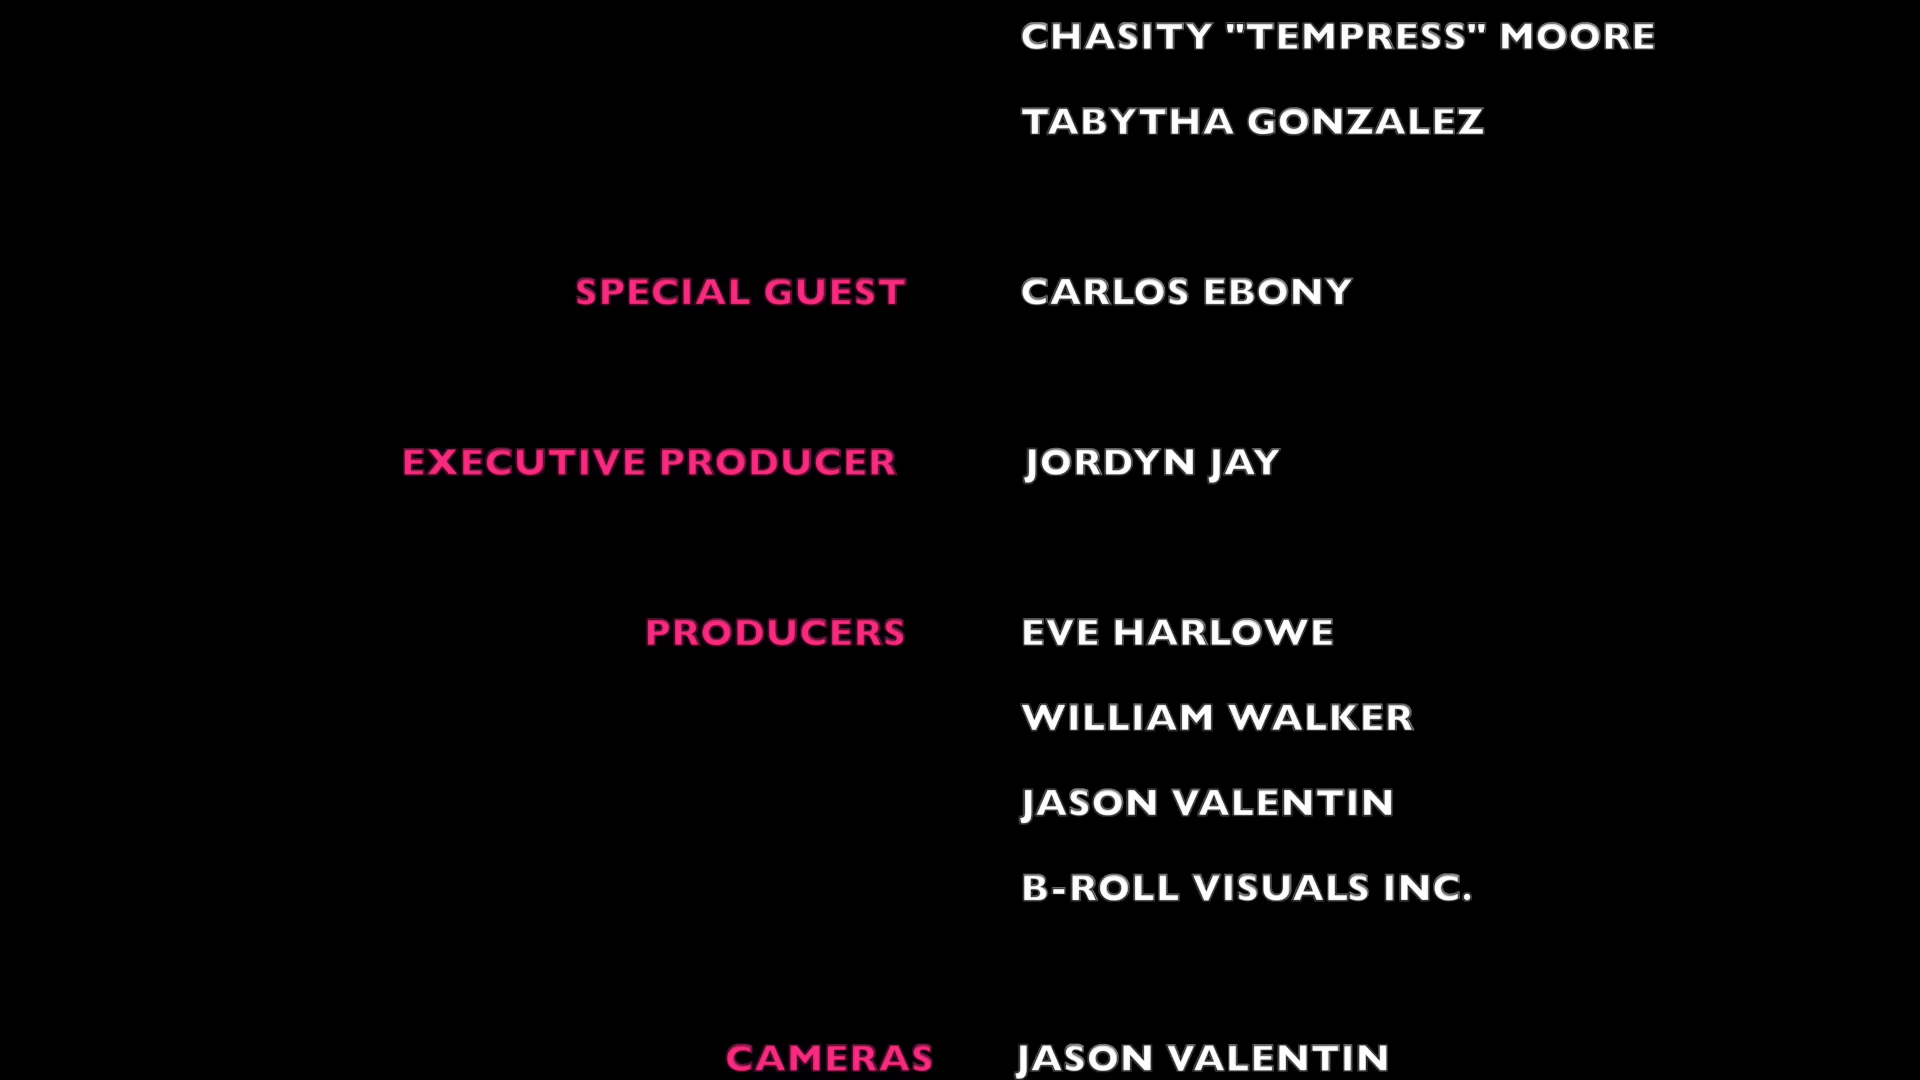 CHASITY "TEMPRESS" MOORE
TABYTHA GONZALEZ
SPECIAL GUEST CARLOS EBONY
EXECUTIVE PRODUCER JORDYN JAY
PRODUCERS EVE HARLOWE
WILLIAM WALKER
JASON VALENTIN
B-ROLL VISUALS INC.
CAMERAS JASON VALENTIN